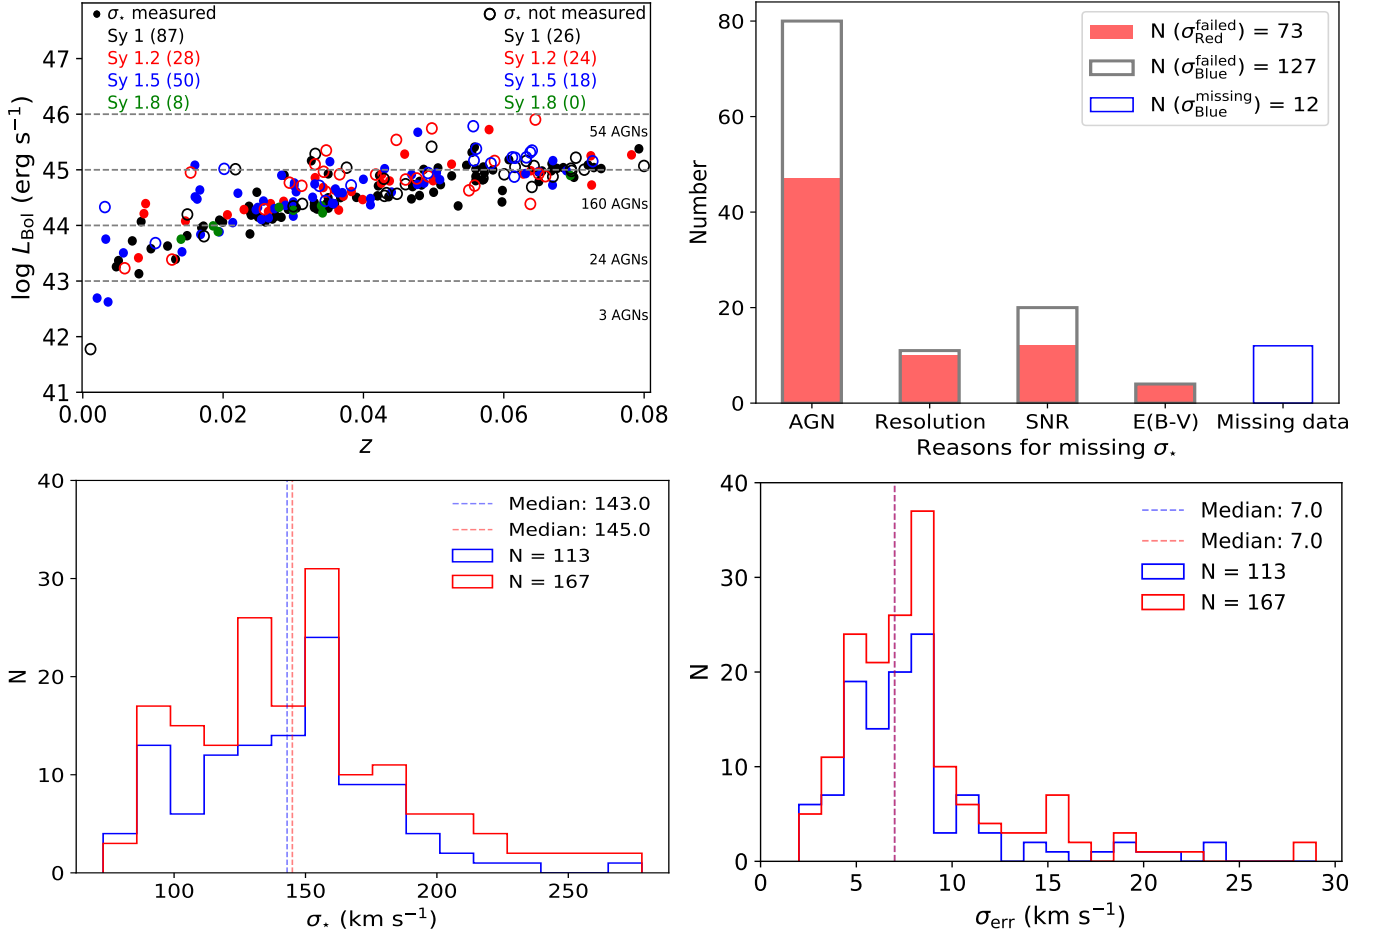 σ⋆ measured
Sy 1 (87)
Sy 1.2 (28)
Sy 1.5 (50)
Sy 1.8 (8)
σ⋆ not measured
Sy 1 (26)
Sy 1.2 (24)
Sy 1.5 (18)
Sy 1.8 (0)
54 AGNs
160 AGNs
24 AGNs
3 AGNs
log L_Bol (erg s⁻¹)
47
46
45
44
43
42
41
0.00 0.02 0.04 0.06 0.08
z
N (σ_Red^failed) = 73
N (σ_Blue^failed) = 127
N (σ_Blue^missing) = 12
Number
80
60
40
20
0
AGN Resolution SNR E(B-V) Missing data
Reasons for missing σ⋆
Median: 143.0
Median: 145.0
N = 113
N = 167
N
40
30
20
10
0
100 150 200 250
σ⋆ (km s⁻¹)
Median: 7.0
Median: 7.0
N = 113
N = 167
N
40
30
20
10
0
0 5 10 15 20 25 30
σ_err (km s⁻¹)